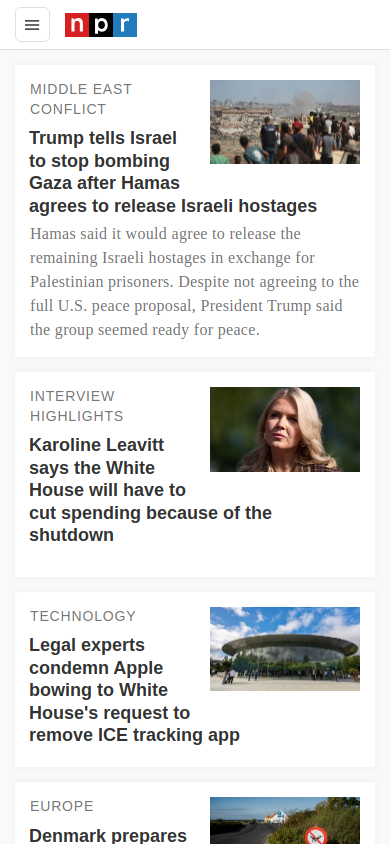 npr
MIDDLE EAST
CONFLICT
Trump tells Israel
to stop bombing
Gaza after Hamas
agrees to release Israeli hostages
Hamas said it would agree to release the
remaining Israeli hostages in exchange for
Palestinian prisoners. Despite not agreeing to the
full U.S. peace proposal, President Trump said
the group seemed ready for peace.
INTERVIEW
HIGHLIGHTS
Karoline Leavitt
says the White
House will have to
cut spending because of the
shutdown
TECHNOLOGY
Legal experts
condemn Apple
bowing to White
House's request to
remove ICE tracking app
EUROPE
Denmark prepares